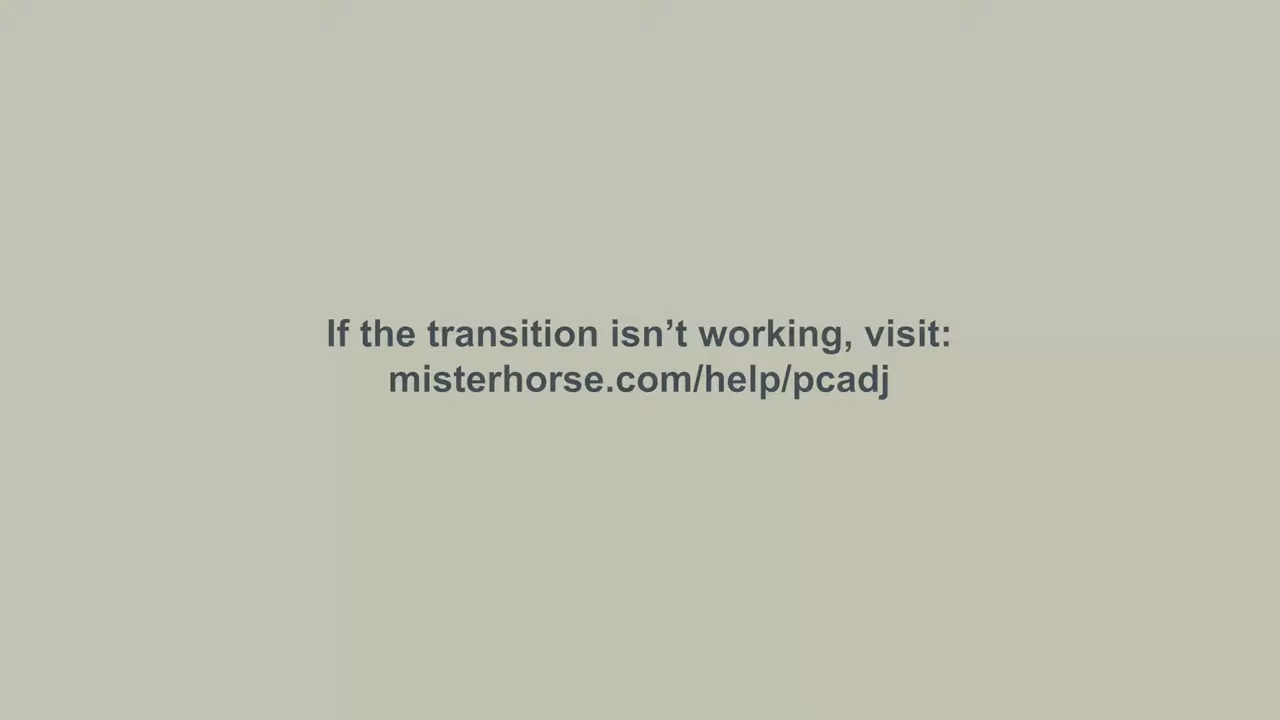 If the transition isn’t working, visit:
misterhorse.com/help/pcadj